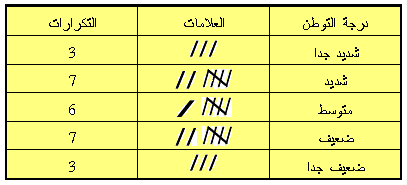 درجة التوطن العلامات التكرارات
شديد جدا /// 3
شديد //// // 7
متوسط //// / 6
ضعيف //// // 7
ضعيف جدا /// 3